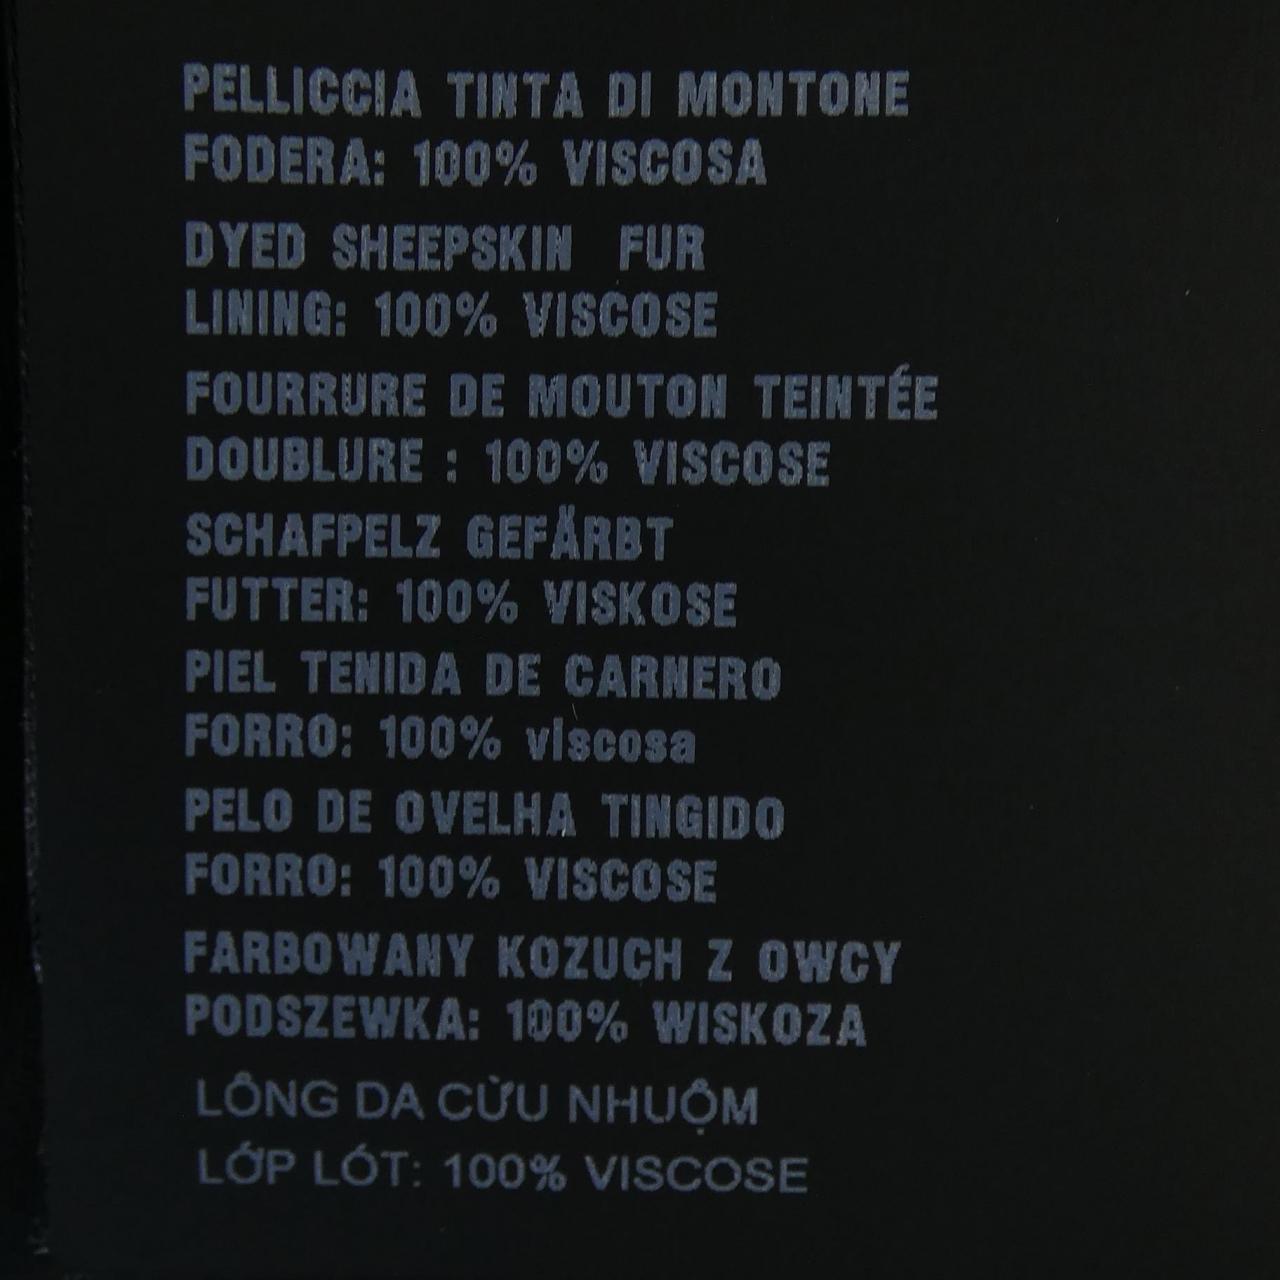 PELLICCIA TINTA DI MONTONE
FODERA: 100% VISCOSA
DYED SHEEPSKIN FUR
LINING: 100% VISCOSE
FOURRURE DE MOUTON TEINTÉE
DOUBLURE : 100% VISCOSE
SCHAFPELZ GEFÄRBT
FUTTER: 100% VISKOSE
PIEL TENIDA DE CARNERO
FORRO: 100% viscosa
PELO DE OVELHA TINGIDO
FORRO: 100% VISCOSE
FARBOWANY KOZUCH Z OWCY
PODSZEWKA: 100% WISKOZA
LÔNG DA CỪU NHUỘM
LỚP LÓT: 100% VISCOSE